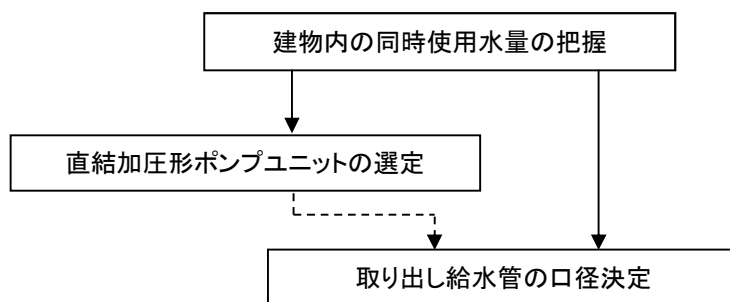 建物内の同時使用水量の把握
直結加圧形ポンプユニットの選定
取り出し給水管の口径決定